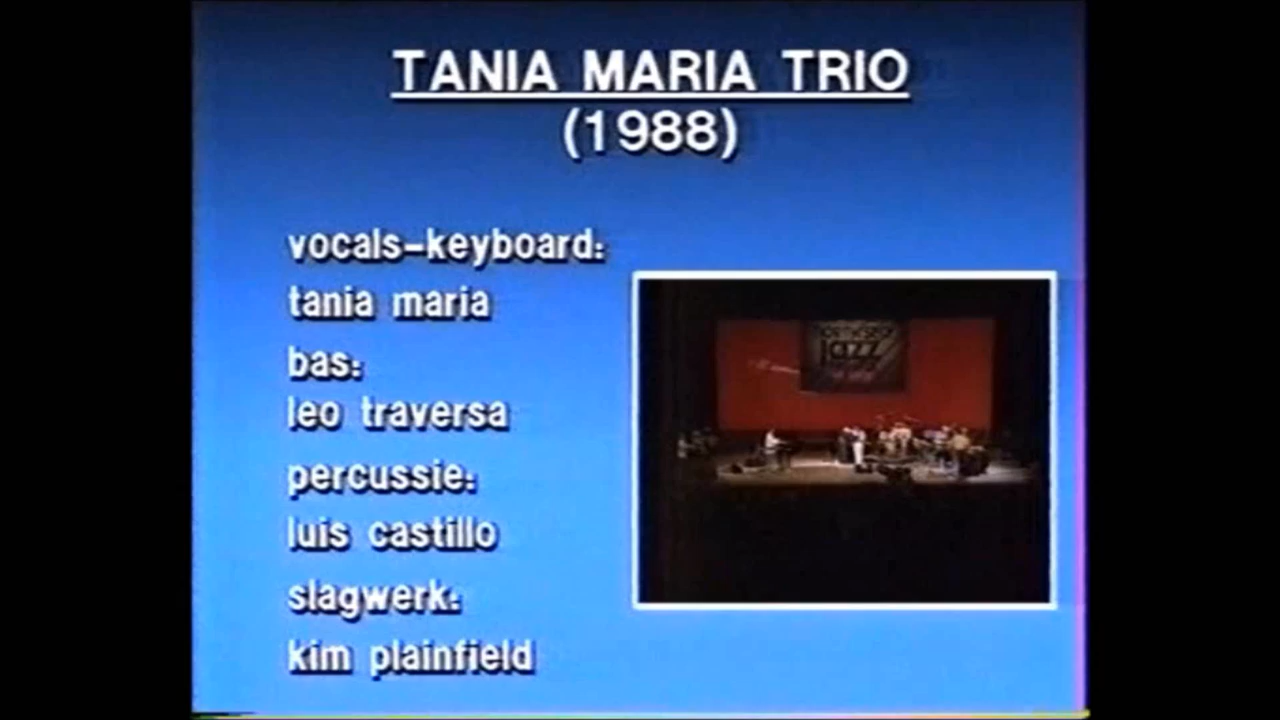 TANIA MARIA TRIO
(1988)
vocals-keyboard:
tania maria
bas:
leo traversa
percussie:
luis castillo
slagwerk:
kim plainfield
jazz